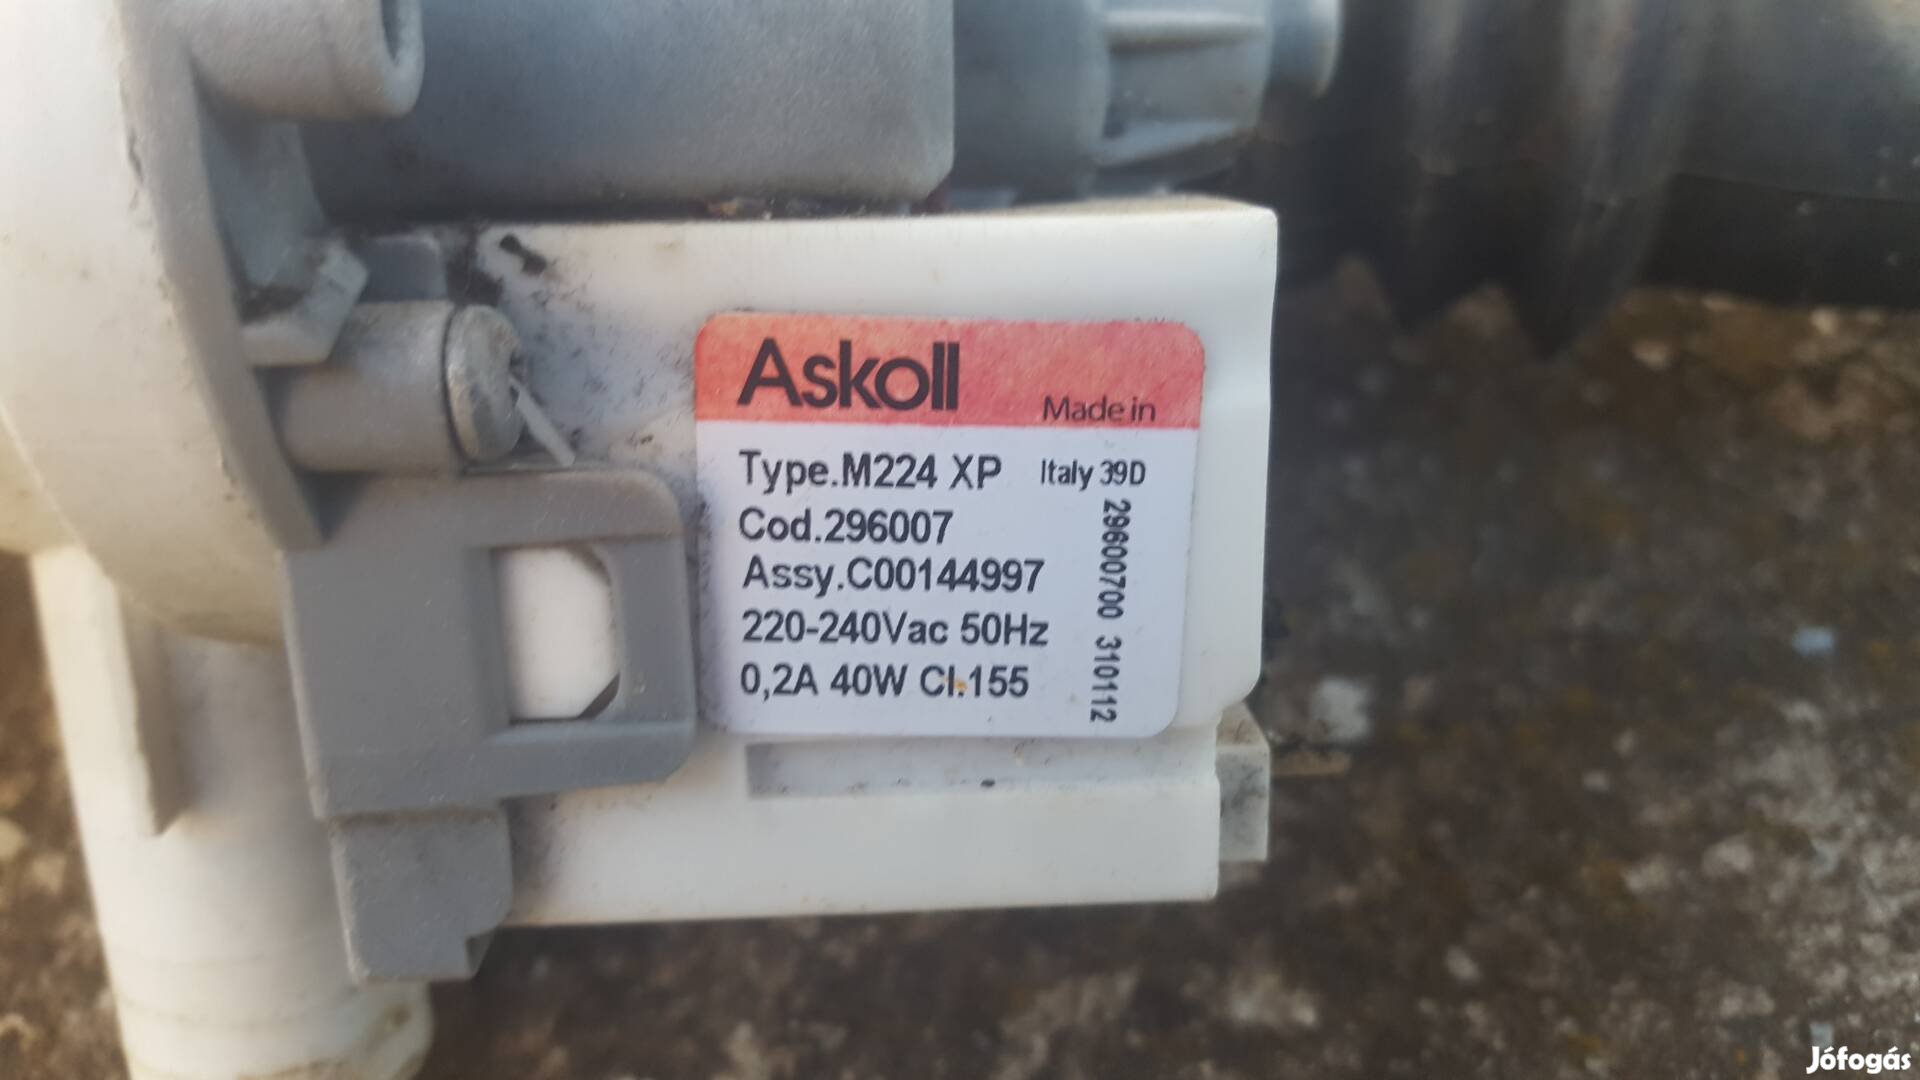 Askoll
Made in
Type.M224 XP
Italy 39D
Cod.296007
Assy.C00144997
220-240Vac 50Hz
0,2A 40W Cl.155
29600700 310112
Jófogás